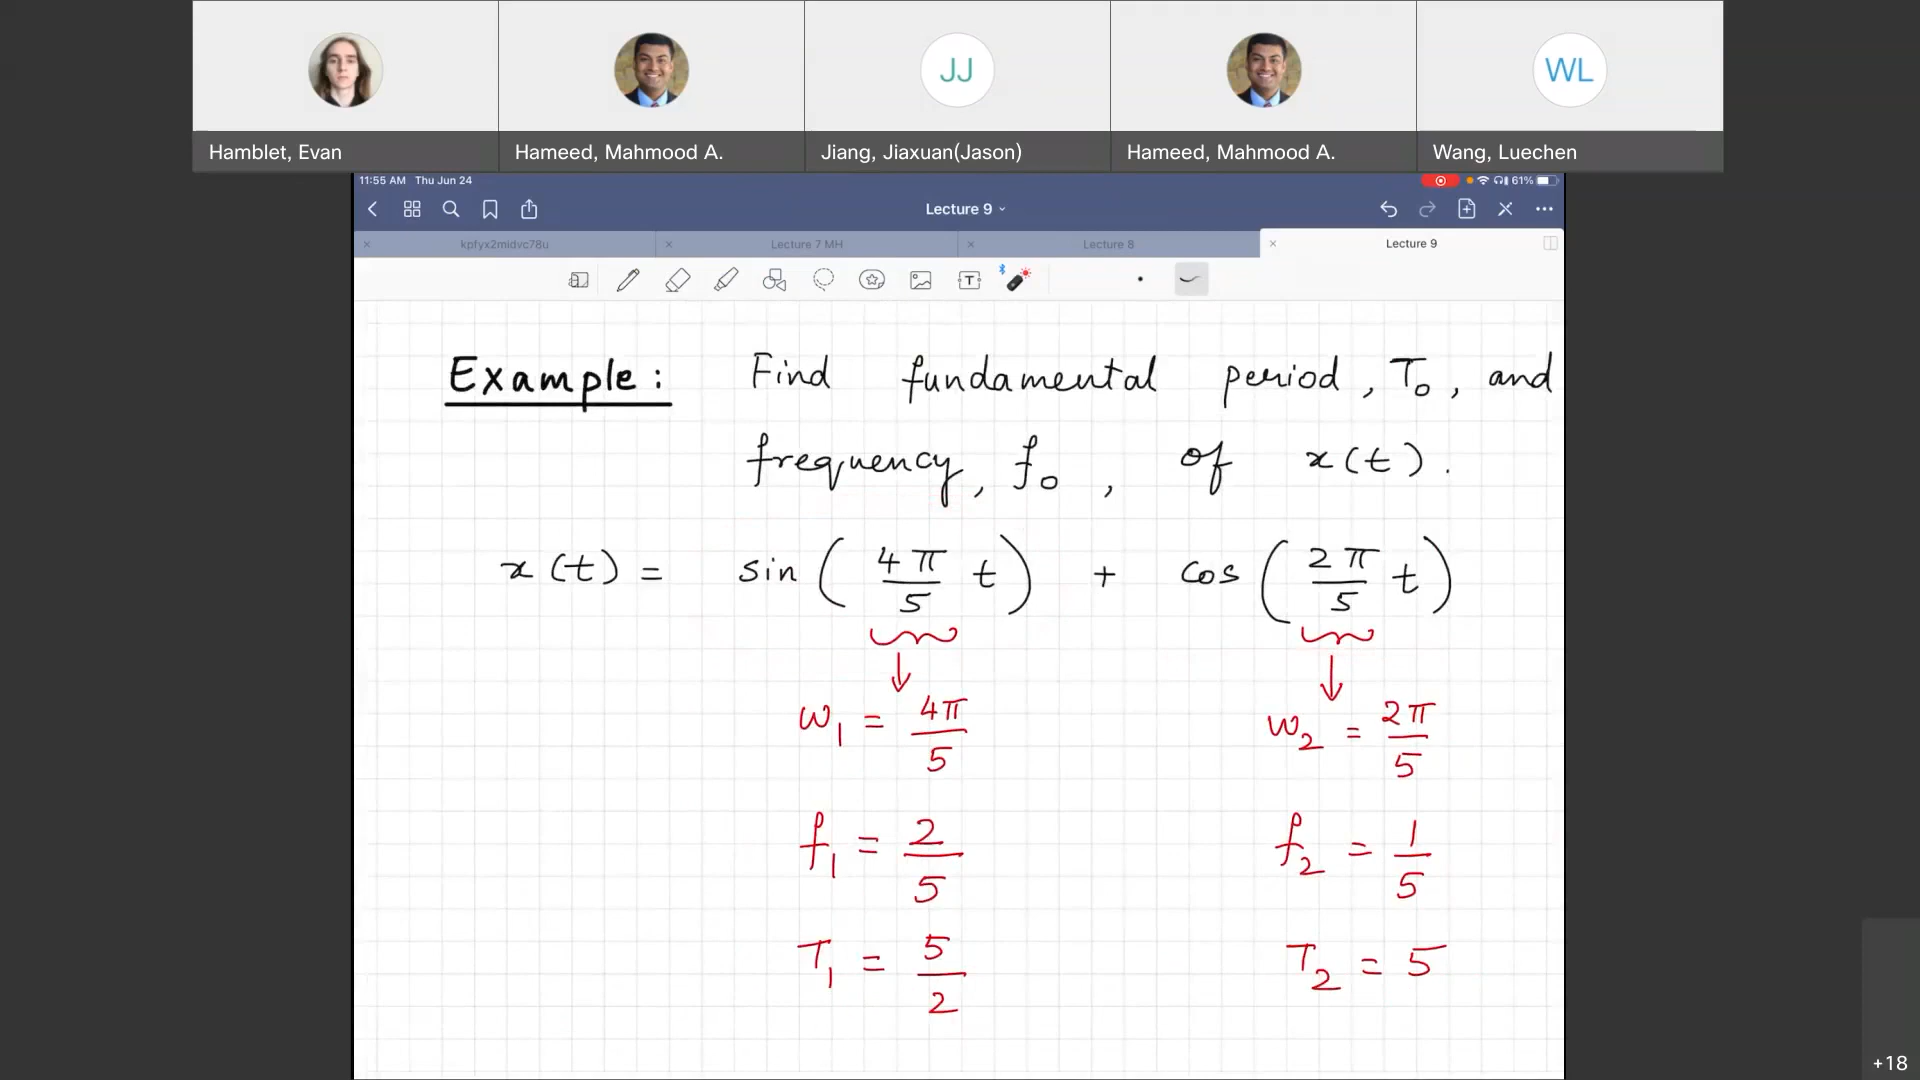 JJ
WL
Hamblet, Evan
Hameed, Mahmood A.
Jiang, Jiaxuan(Jason)
Hameed, Mahmood A.
Wang, Luechen
11:55 AM Thu Jun 24
61%
Lecture 9
kpfyx2midvc78u
Lecture 7 MH
Lecture 8
Lecture 9
T
Example: Find fundamental period, T₀, and
frequency, f₀, of x(t).
x(t) = sin(4π/5 t) + cos(2π/5 t)
ω₁ = 4π/5 ω₂ = 2π/5
f₁ = 2/5 f₂ = 1/5
T₁ = 5/2 T₂ = 5
+18